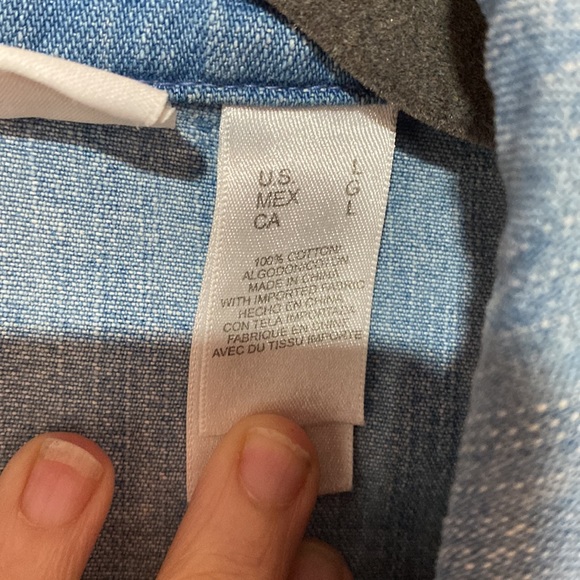 U.S. L
MEX G
CA L
100% COTTON/
ALGODON/COTON
MADE IN CHINA
WITH IMPORTED FABRIC
HECHO EN CHINA
CON TELA IMPORTADA
FABRIQUE EN CHINE
AVEC DU TISSU IMPORTE